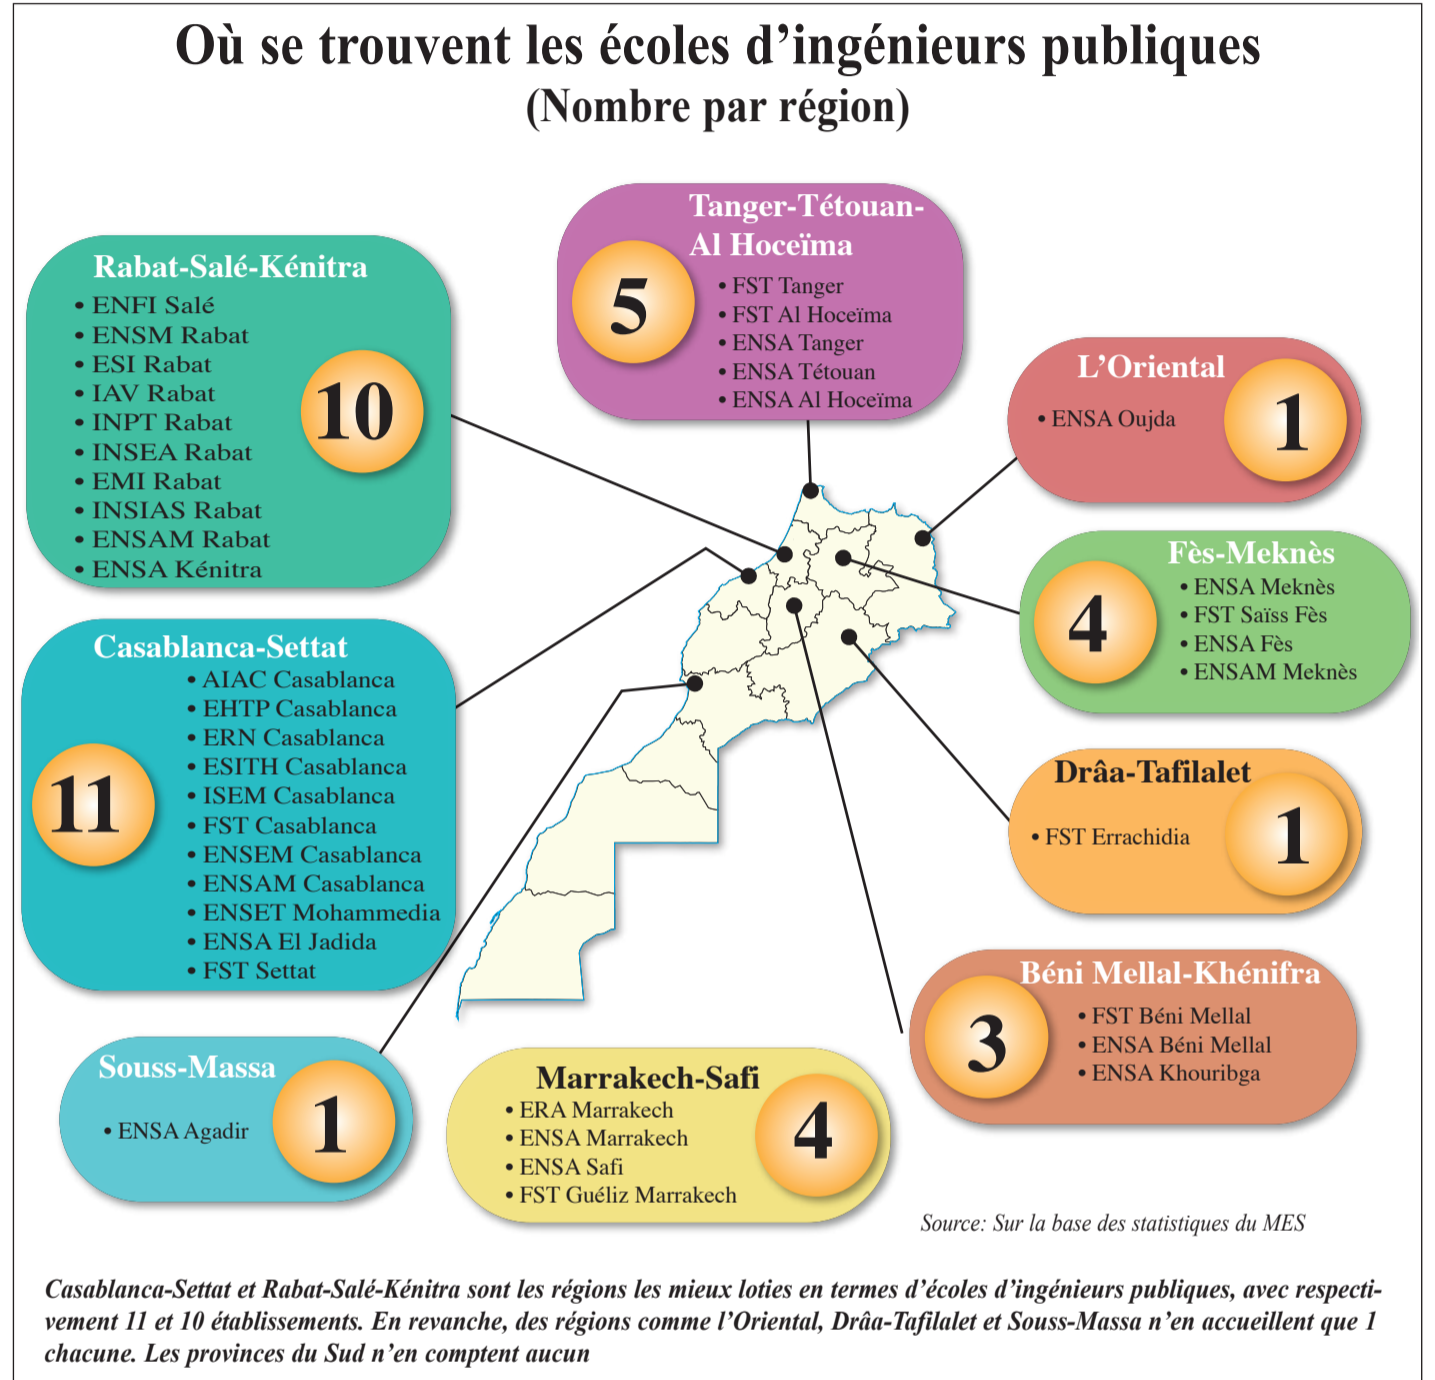 Où se trouvent les écoles d’ingénieurs publiques
(Nombre par région)
Tanger-Tétouan-
Al Hoceïma
5
• FST Tanger
• FST Al Hoceïma
• ENSA Tanger
• ENSA Tétouan
• ENSA Al Hoceïma
Rabat-Salé-Kénitra
• ENFI Salé
• ENSM Rabat
• ESI Rabat
• IAV Rabat
• INPT Rabat
• INSEA Rabat
• EMI Rabat
• INSIAS Rabat
• ENSAM Rabat
• ENSA Kénitra
10
L’Oriental
• ENSA Oujda
1
Fès-Meknès
4
• ENSA Meknès
• FST Saïss Fès
• ENSA Fès
• ENSAM Meknès
Casablanca-Settat
11
• AIAC Casablanca
• EHTP Casablanca
• ERN Casablanca
• ESITH Casablanca
• ISEM Casablanca
• FST Casablanca
• ENSEM Casablanca
• ENSAM Casablanca
• ENSET Mohammedia
• ENSA El Jadida
• FST Settat
Drâa-Tafilalet
• FST Errachidia
1
Béni Mellal-Khénifra
3
• FST Béni Mellal
• ENSA Béni Mellal
• ENSA Khouribga
Souss-Massa
• ENSA Agadir
1
Marrakech-Safi
• ERA Marrakech
• ENSA Marrakech
• ENSA Safi
• FST Guéliz Marrakech
4
Source: Sur la base des statistiques du MES
Casablanca-Settat et Rabat-Salé-Kénitra sont les régions les mieux loties en termes d’écoles d’ingénieurs publiques, avec respecti-
vement 11 et 10 établissements. En revanche, des régions comme l’Oriental, Drâa-Tafilalet et Souss-Massa n’en accueillent que 1
chacune. Les provinces du Sud n’en comptent aucun